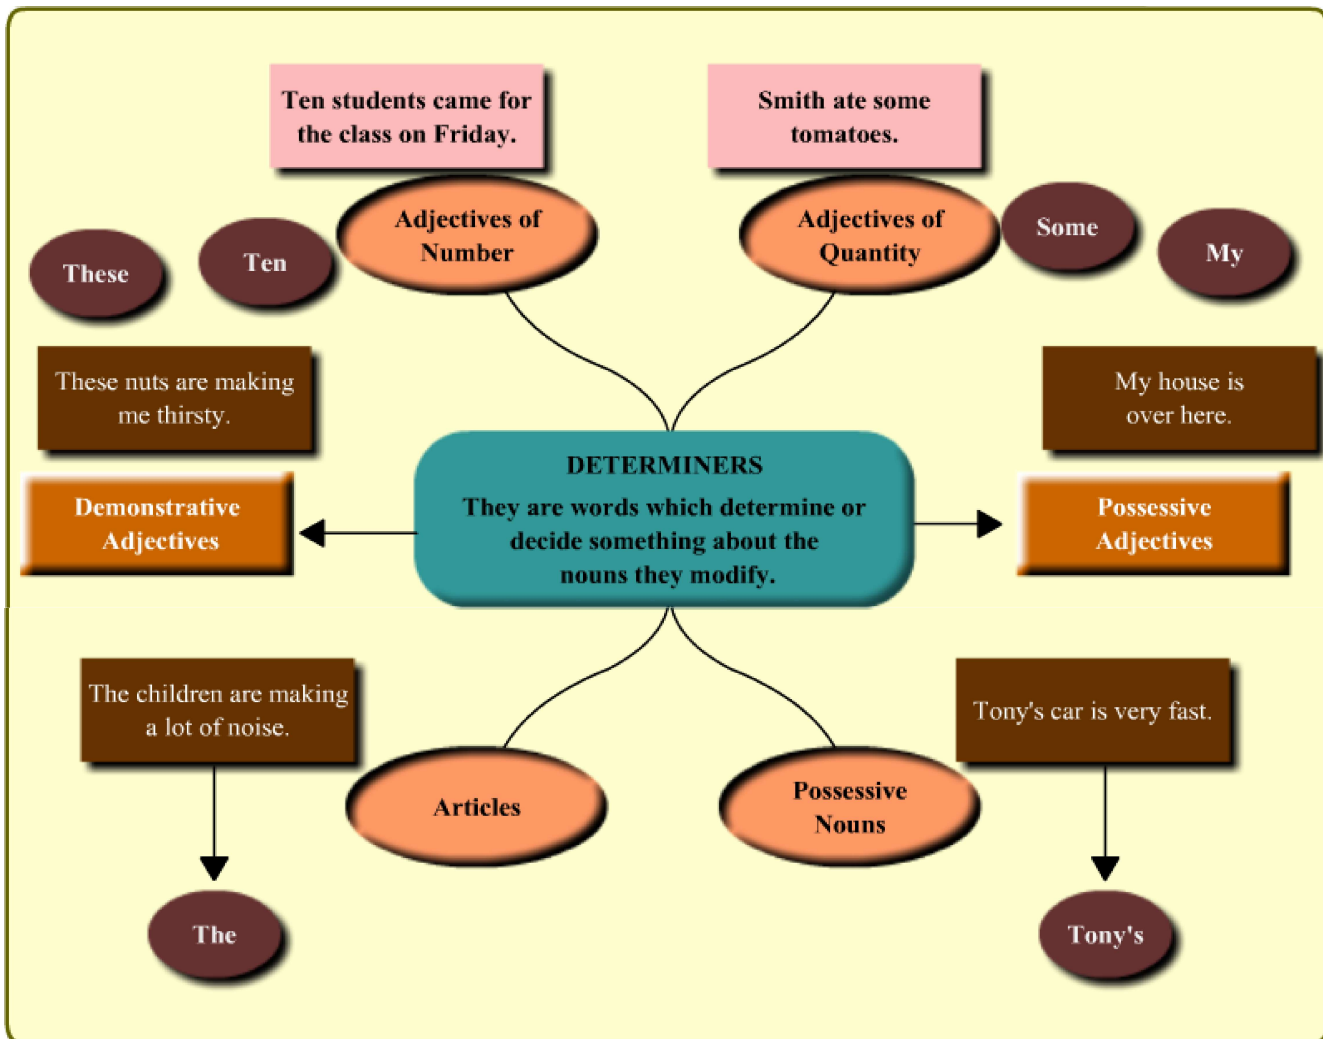 Ten students came for
the class on Friday.
Smith ate some
tomatoes.
Adjectives of
Number
Adjectives of
Quantity
These
Ten
Some
My
These nuts are making
me thirsty.
My house is
over here.
DETERMINERS
They are words which determine or
decide something about the
nouns they modify.
Demonstrative
Adjectives
Possessive
Adjectives
The children are making
a lot of noise.
Tony's car is very fast.
Articles
Possessive
Nouns
The
Tony's